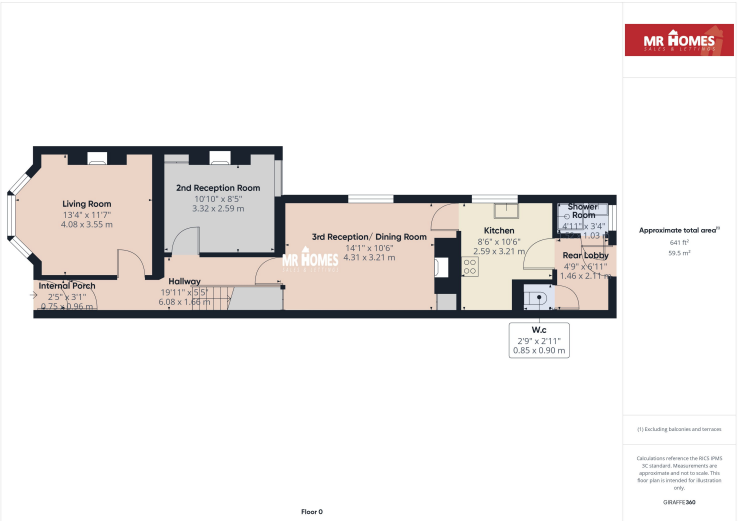 MR HOMES
SALES & LETTINGS
Living Room
13'4" x 11'7"
4.08 x 3.55 m
2nd Reception Room
10'10" x 8'5"
3.32 x 2.59 m
3rd Reception/ Dining Room
14'1" x 10'6"
4.31 x 3.21 m
Kitchen
8'6" x 10'6"
2.59 x 3.21 m
Shower
Room
4'11" x 3'4"
x 1.03
Rear Lobby
4'9" x 6'11"
1.46 x 2.11 m
Internal Porch
2'5" x 3'1"
0.75 x 0.96 m
Hallway
19'11" x 5'5"
6.08 x 1.66 m
MR HOMES
SALES & LETTINGS
W.c
2'9" x 2'11"
0.85 x 0.90 m
Floor 0
Approximate total area(1)
641 ft²
59.5 m²
(1) Excluding balconies and terraces
Calculations reference the RICS IPMS
3C standard. Measurements are
approximate and not to scale. This
floor plan is intended for illustration
only.
GIRAFFE360